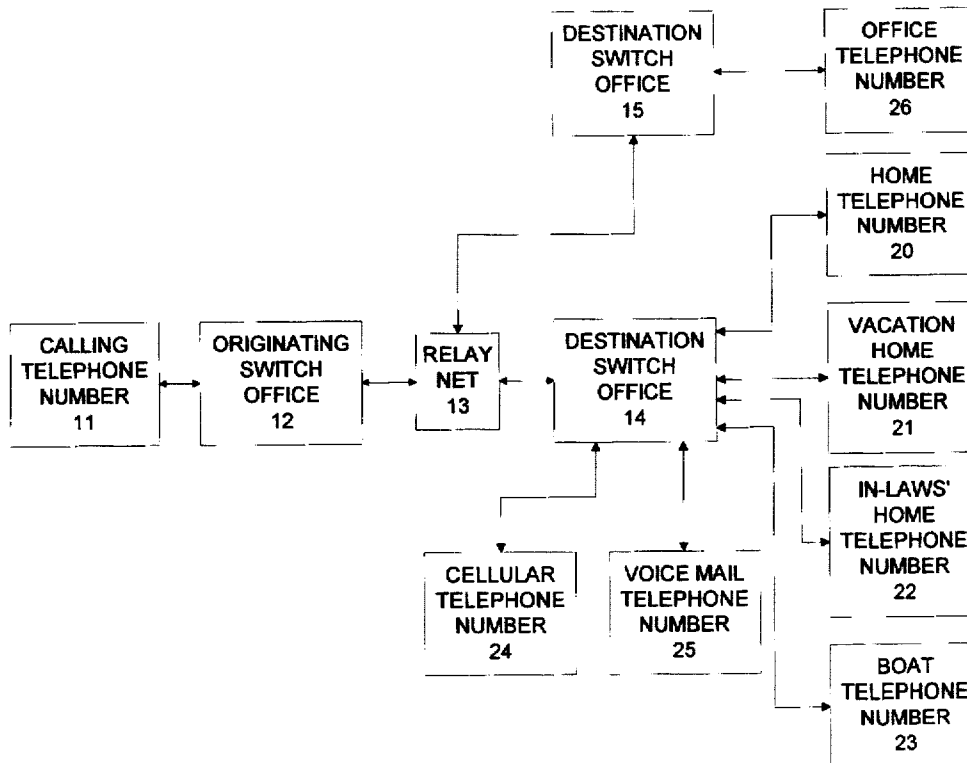 DESTINATION
SWITCH
OFFICE
15
OFFICE
TELEPHONE
NUMBER
26
HOME
TELEPHONE
NUMBER
20
CALLING
TELEPHONE
NUMBER
11
ORIGINATING
SWITCH
OFFICE
12
RELAY
NET
13
DESTINATION
SWITCH
OFFICE
14
VACATION
HOME
TELEPHONE
NUMBER
21
IN-LAWS'
HOME
TELEPHONE
NUMBER
22
CELLULAR
TELEPHONE
NUMBER
24
VOICE MAIL
TELEPHONE
NUMBER
25
BOAT
TELEPHONE
NUMBER
23